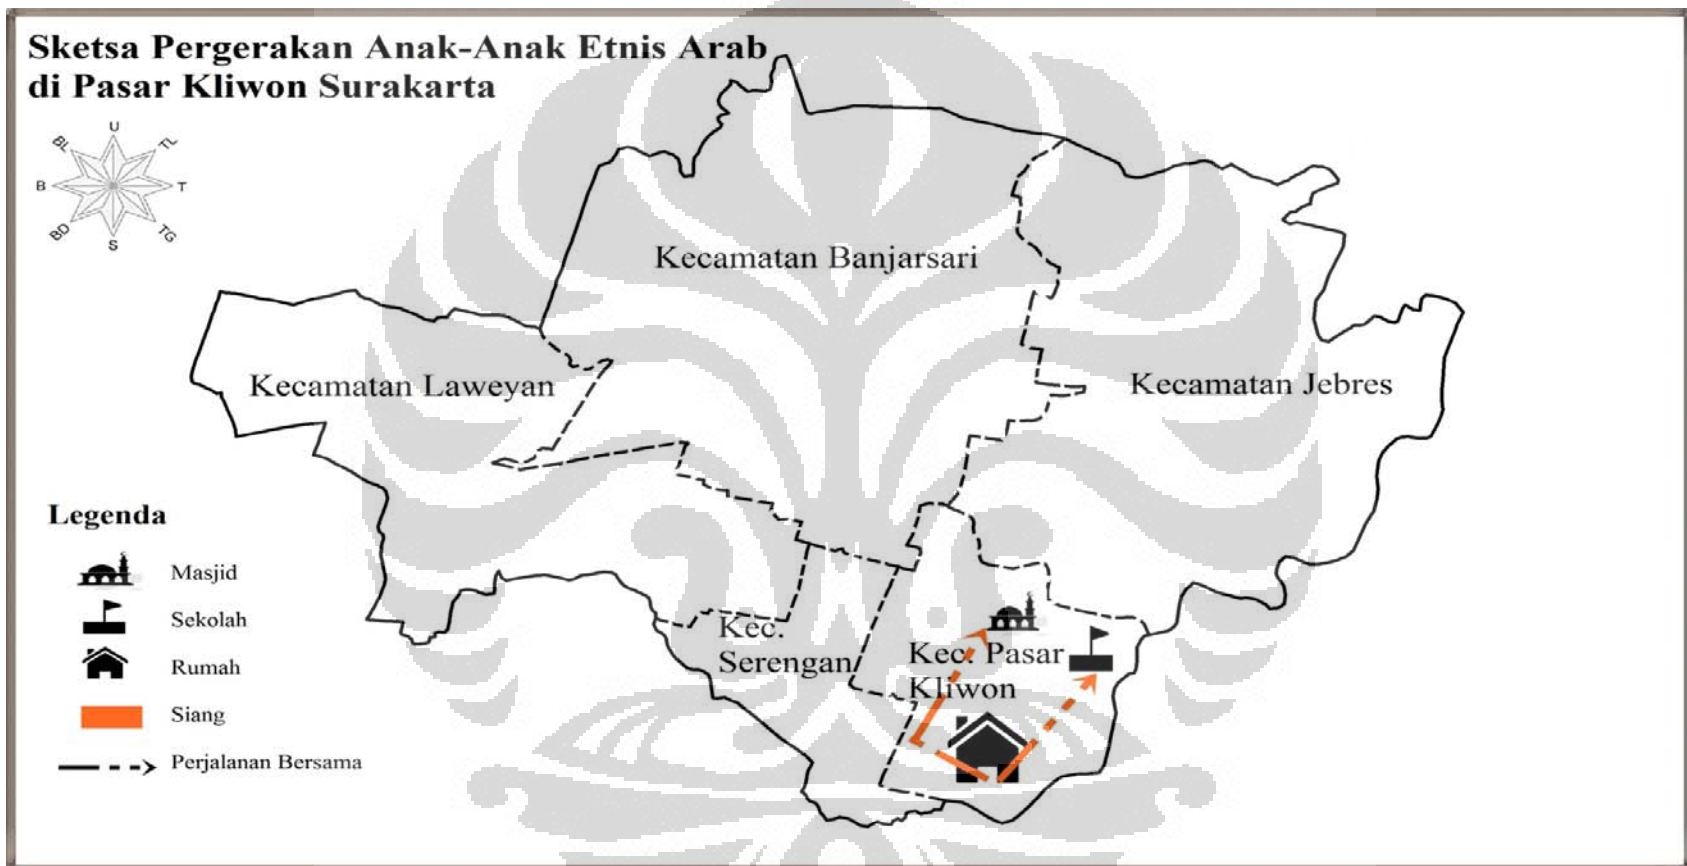 Sketsa Pergerakan Anak-Anak Etnis Arab
di Pasar Kliwon Surakarta
U
BL
TL
B
T
BD
TG
S
Kecamatan Banjarsari
Kecamatan Laweyan
Kecamatan Jebres
Kec.
Serengan
Kec. Pasar
Kliwon
Legenda
Masjid
Sekolah
Rumah
Siang
Perjalanan Bersama